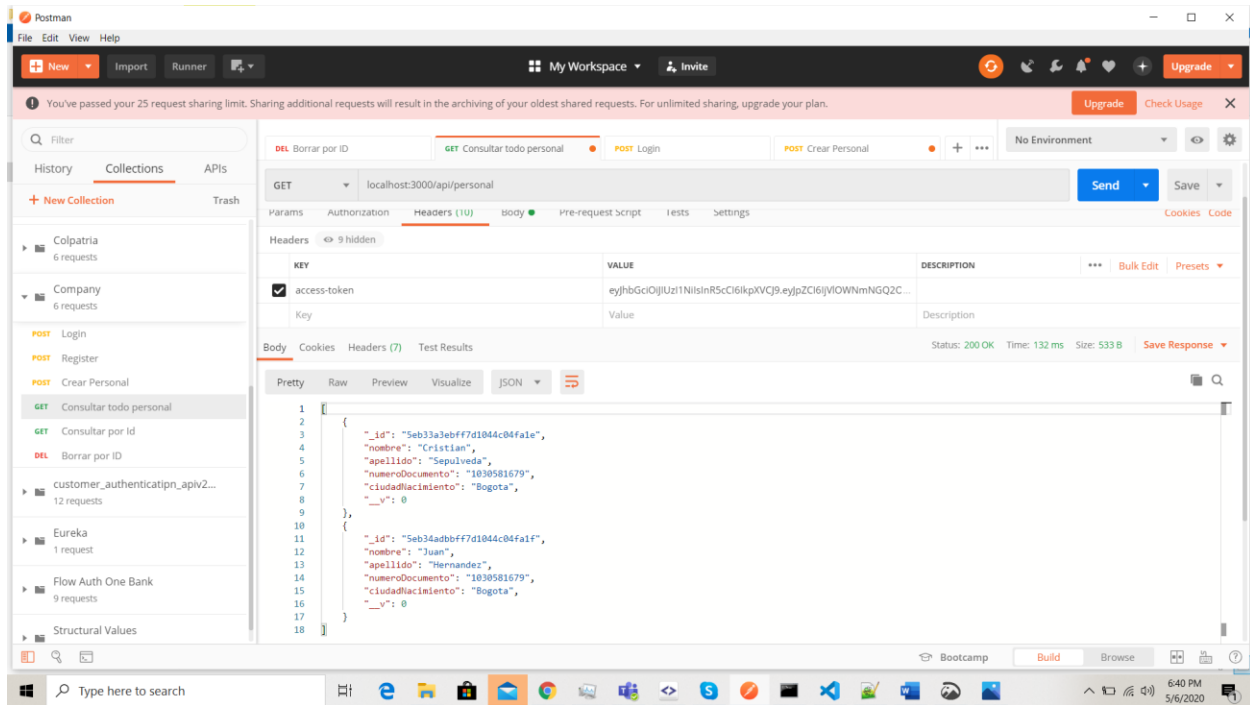 Postman
File Edit View Help
New Import Runner My Workspace Invite Upgrade
You've passed your 25 request sharing limit. Sharing additional requests will result in the archiving of your oldest shared requests. For unlimited sharing, upgrade your plan. Upgrade Check Usage
Filter
History Collections APIs
+ New Collection Trash
Colpatria
6 requests
Company
6 requests
POST Login
POST Register
POST Crear Personal
GET Consultar todo personal
GET Consultar por Id
DEL Borrar por ID
customer_authenticatipn_apiv2...
12 requests
Eureka
1 request
Flow Auth One Bank
9 requests
Structural Values
DEL Borrar por ID GET Consultar todo personal POST Login POST Crear Personal No Environment
GET localhost:3000/api/personal Send Save
Params Authorization Headers (10) Body Pre-request Script Tests Settings Cookies Code
Headers 9 hidden
KEY VALUE DESCRIPTION Bulk Edit Presets
access-token
Key Value Description
Body Cookies Headers (7) Test Results Status: 200 OK Time: 132 ms Size: 533 B Save Response
Pretty Raw Preview Visualize JSON
1 [
2 {
3 "_id": "5eb33a3ebff7d1044c04fa1e",
4 "nombre": "Cristian",
5 "apellido": "Sepulveda",
6 "numeroDocumento": "1030581679",
7 "ciudadNacimiento": "Bogota",
8 "__v": 0
9 },
10 {
11 "_id": "5eb34adbbff7d1044c04fa1f",
12 "nombre": "Juan",
13 "apellido": "Hernandez",
14 "numeroDocumento": "1030581679",
15 "ciudadNacimiento": "Bogota",
16 "__v": 0
17 }
18 ]
Bootcamp Build Browse
Type here to search
6:40 PM
5/6/2020